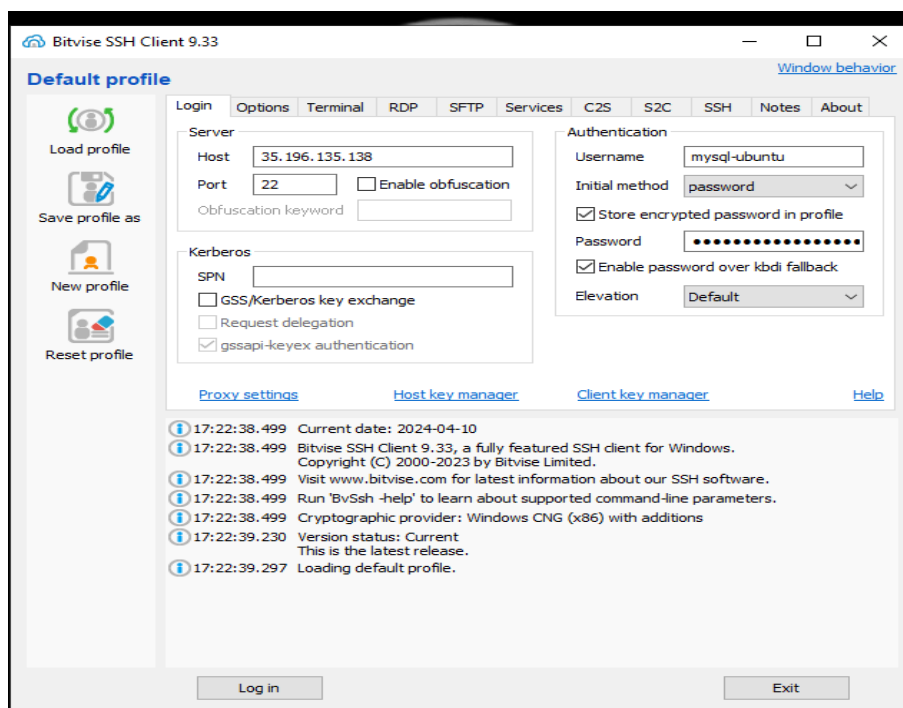 Bitvise SSH Client 9.33
Default profile
Window behavior
Load profile
Save profile as
New profile
Reset profile
Login Options Terminal RDP SFTP Services C2S S2C SSH Notes About
Server
Host 35.196.135.138
Port 22 Enable obfuscation
Obfuscation keyword
Kerberos
SPN
GSS/Kerberos key exchange
Request delegation
gssapi-keyex authentication
Authentication
Username mysql-ubuntu
Initial method password
Store encrypted password in profile
Password
Enable password over kbdi fallback
Elevation Default
Proxy settings Host key manager Client key manager Help
17:22:38.499 Current date: 2024-04-10
17:22:38.499 Bitvise SSH Client 9.33, a fully featured SSH client for Windows.
Copyright (C) 2000-2023 by Bitvise Limited.
17:22:38.499 Visit www.bitvise.com for latest information about our SSH software.
17:22:38.499 Run 'BvSsh -help' to learn about supported command-line parameters.
17:22:38.499 Cryptographic provider: Windows CNG (x86) with additions
17:22:39.230 Version status: Current
This is the latest release.
17:22:39.297 Loading default profile.
Log in Exit